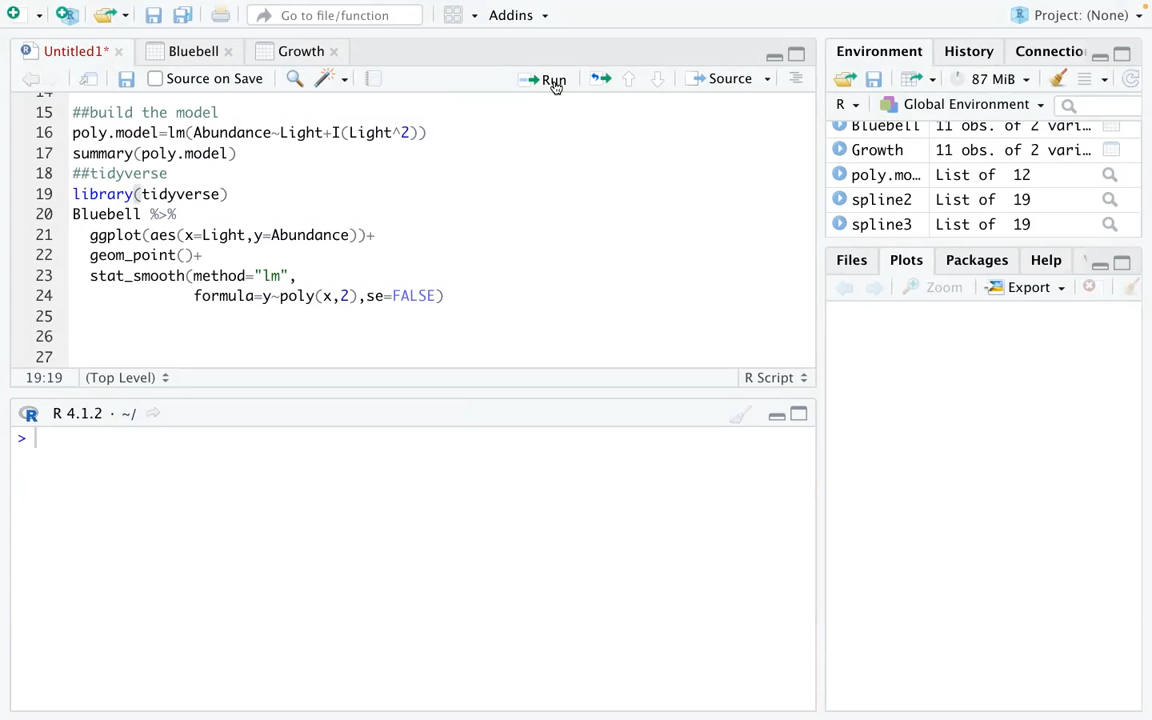 Go to file/function
Addins
Project: (None)
Untitled1*
Bluebell
Growth
Source on Save
Run
Source
15 ##build the model
16 poly.model=lm(Abundance~Light+I(Light^2))
17 summary(poly.model)
18 ##tidyverse
19 library(tidyverse)
20 Bluebell %>%
21 ggplot(aes(x=Light,y=Abundance))+
22 geom_point()+
23 stat_smooth(method="lm",
24 formula=y~poly(x,2),se=FALSE)
25
26
27
19:19 (Top Level) R Script
R 4.1.2 · ~/
>
Environment History Connectio
87 MiB
R Global Environment
Bluebell 11 obs. of 2 vari…
Growth 11 obs. of 2 vari…
poly.mo… List of 12
spline2 List of 19
spline3 List of 19
Files Plots Packages Help
Zoom Export